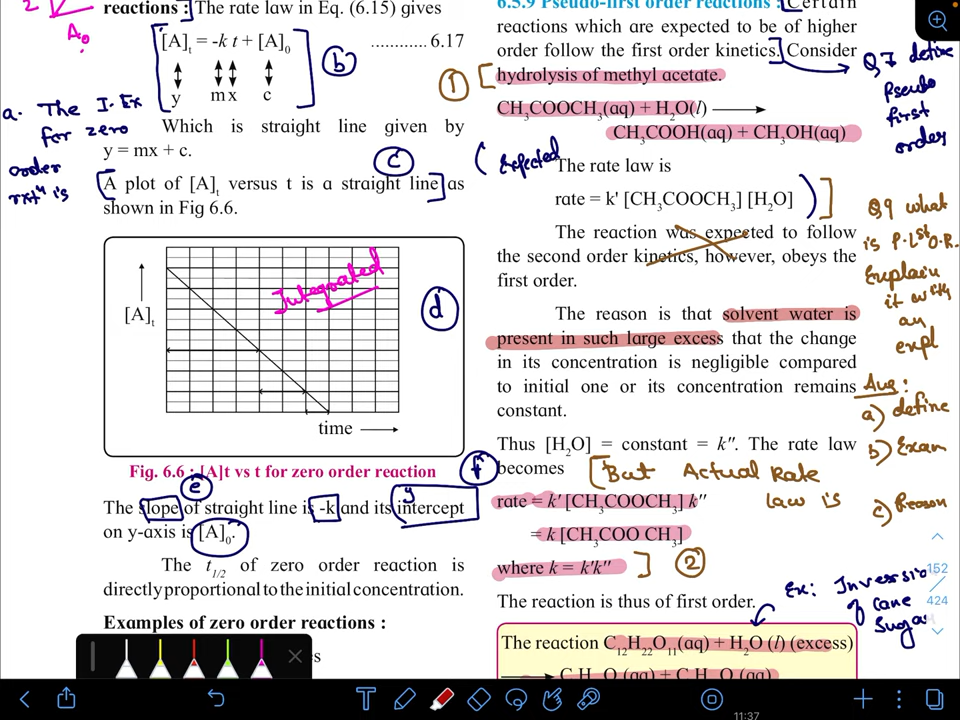 reactions : The rate law in Eq. (6.15) gives
A₀
[A]t = -k t + [A]0 ............ 6.17
b
y m x c
a. The I. Ex
for zero
order
rxⁿ is
Which is straight line given by
y = mx + c.
c
A plot of [A]t versus t is a straight line as
shown in Fig 6.6.
Integrated
[A]t
d
time
Fig. 6.6 : [A]t vs t for zero order reaction
e
f
y
The slope of straight line is -k and its intercept
on y-axis is [A]0.
The t1/2 of zero order reaction is
directly proportional to the initial concentration.
Examples of zero order reactions :
6.5.9 Pseudo-first order reactions : Certain
reactions which are expected to be of higher
order follow the first order kinetics. Consider
1
hydrolysis of methyl acetate.
CH3COOCH3(aq) + H2O(l)
CH3COOH(aq) + CH3OH(aq)
(Expected
The rate law is
rate = k' [CH3COOCH3] [H2O]
The reaction was expected to follow
the second order kinetics, however, obeys the
first order.
The reason is that solvent water is
present in such large excess that the change
in its concentration is negligible compared
to initial one or its concentration remains
constant.
Thus [H2O] = constant = k″. The rate law
becomes
[But Actual Rate
law is
rate = k' [CH3COOCH3] k″
= k [CH3COO CH3]
where k = k'k″
2
The reaction is thus of first order.
The reaction C12H22O11(aq) + H2O (l) (excess)
Q7 define
Pseudo
first
order
Q9 what
is P. Ist O.R.
Explain
it with
an
expl
Ans:
a) define
b) Exam
c) Reason
Ex: Inversion
of cane
Sugar
152
424
11:37